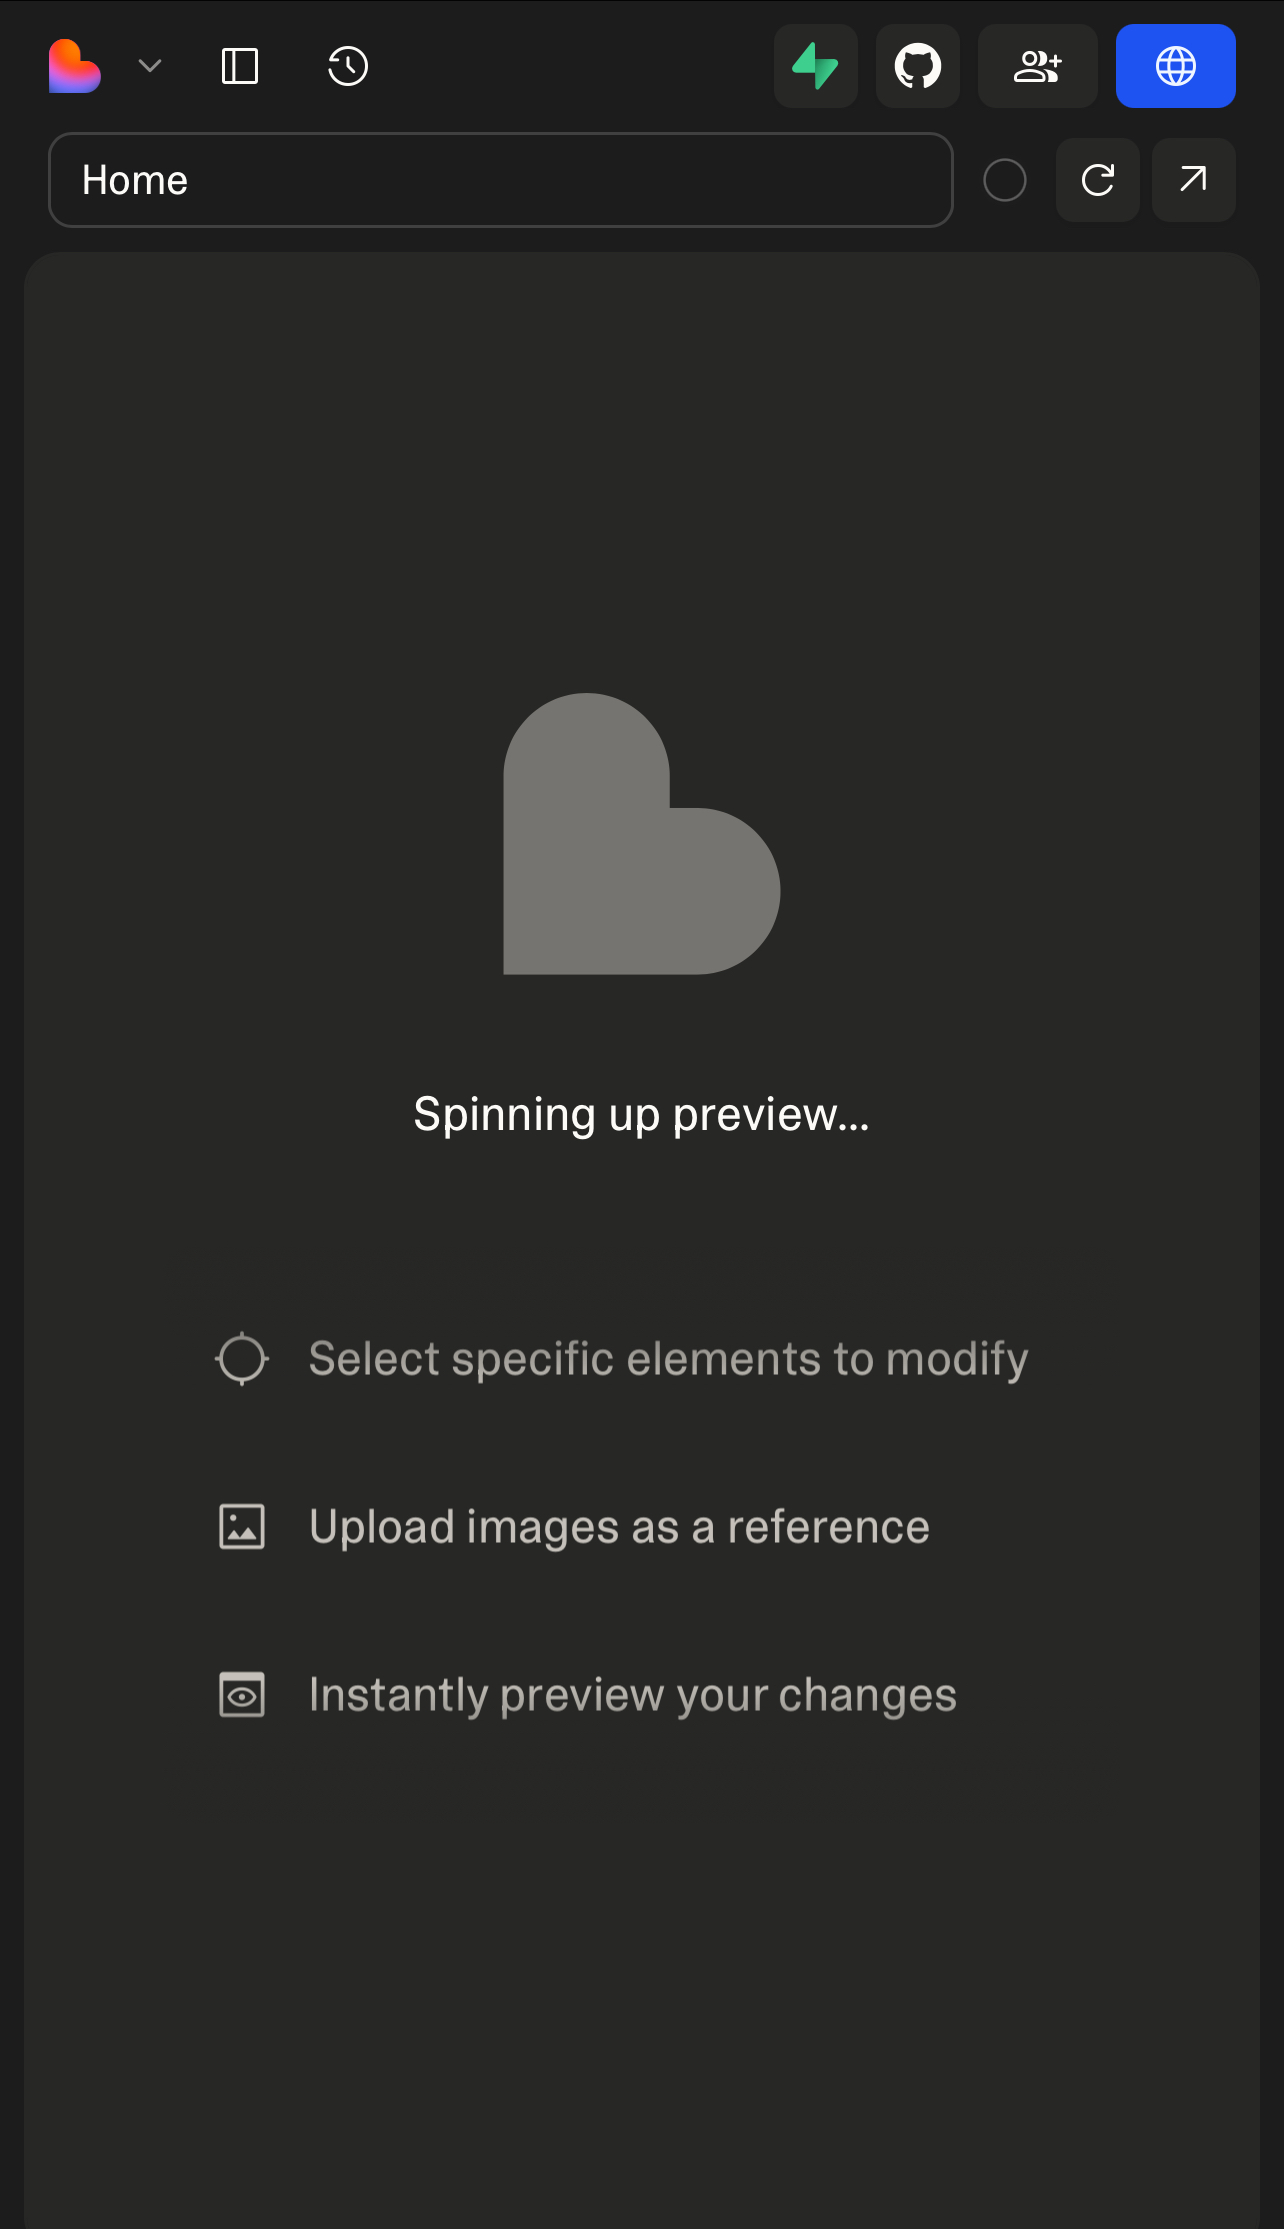 Home
Spinning up preview...
Select specific elements to modify
Upload images as a reference
Instantly preview your changes